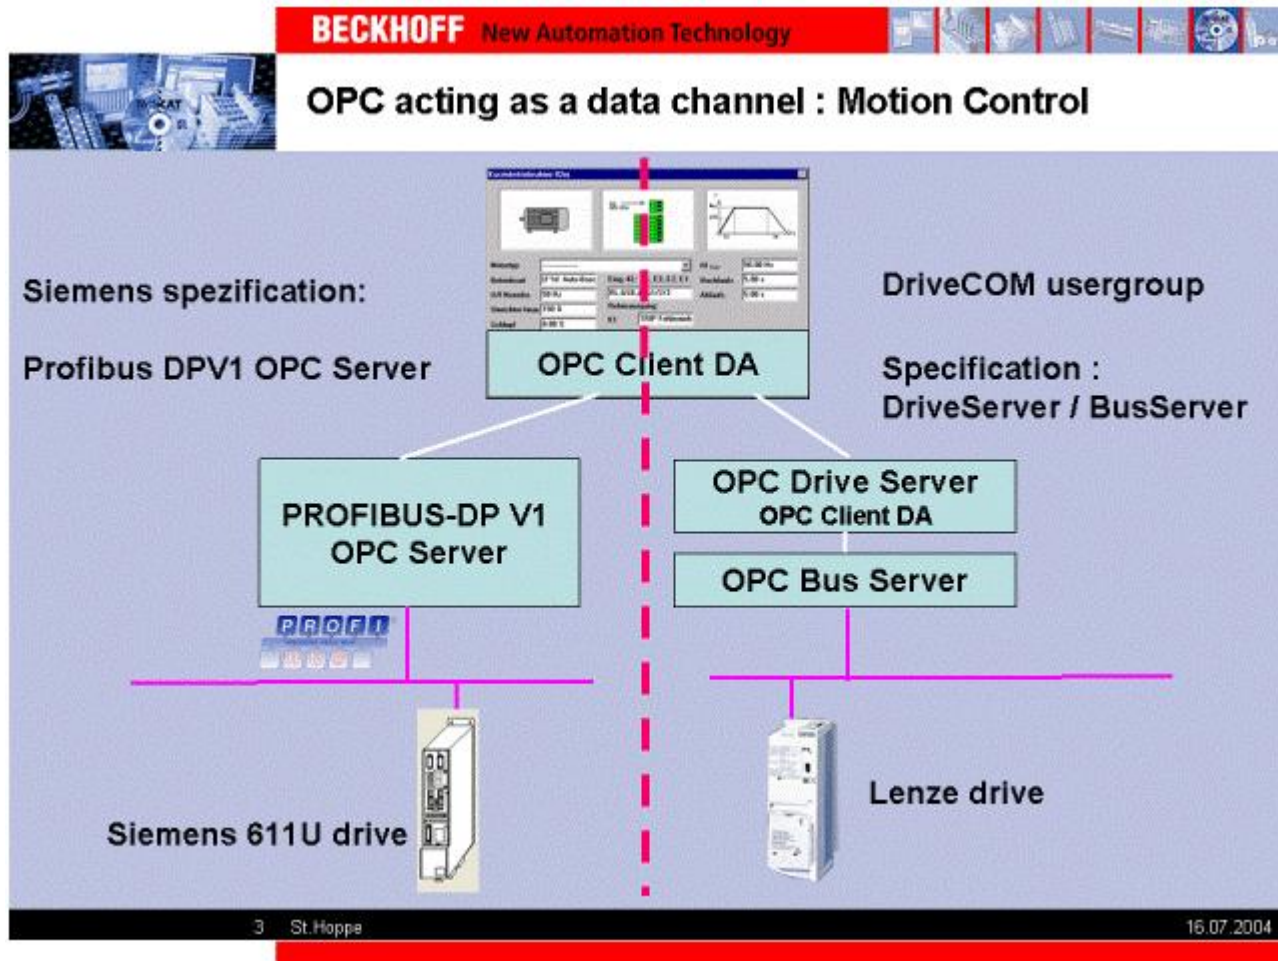 BECKHOFF New Automation Technology
OPC acting as a data channel : Motion Control
Siemens spezification:
Profibus DPV1 OPC Server
OPC Client DA
DriveCOM usergroup
Specification :
DriveServer / BusServer
PROFIBUS-DP V1
OPC Server
OPC Drive Server
OPC Client DA
OPC Bus Server
PROFI
Siemens 611U drive
Lenze drive
3 St.Hoppe
16.07.2004